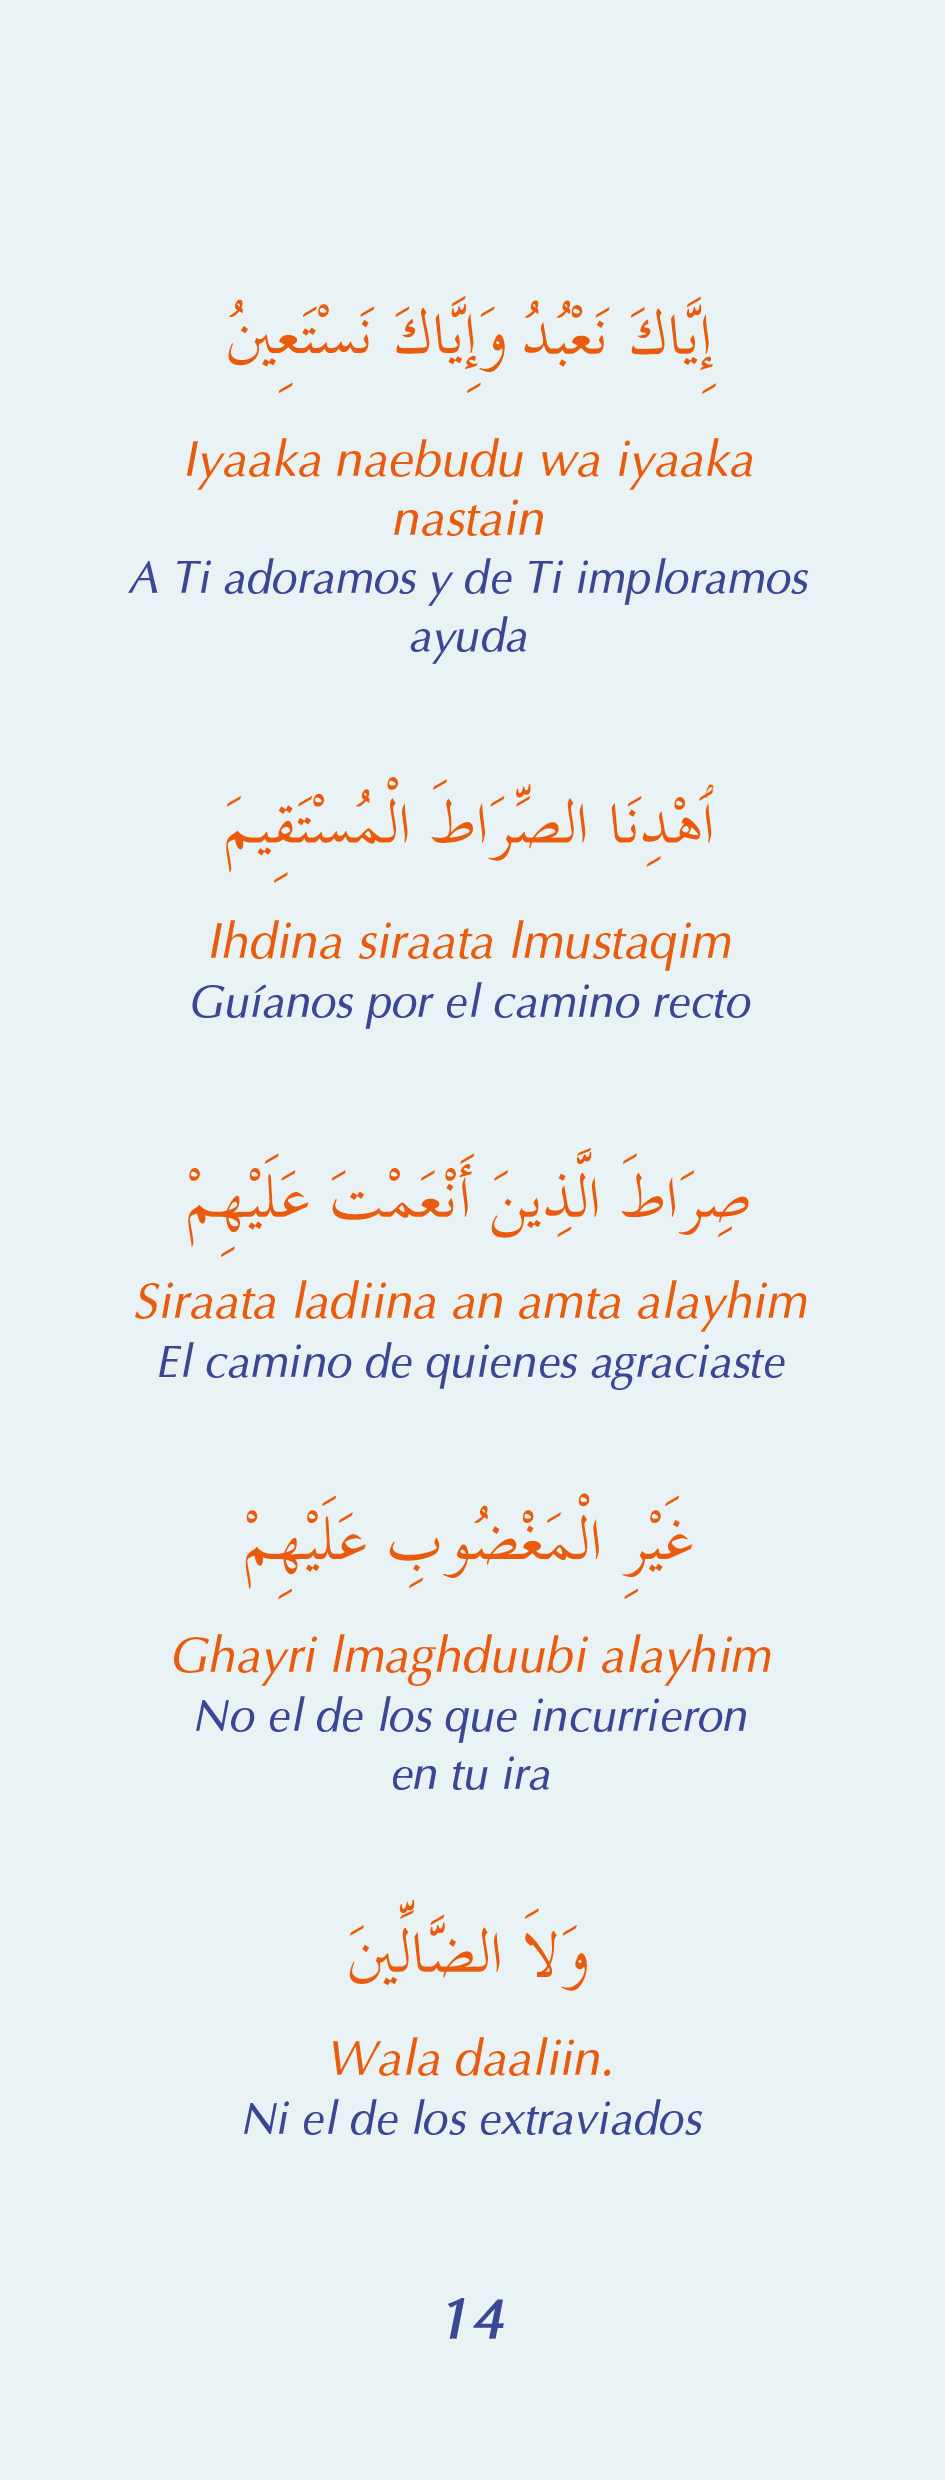 إِيَّاكَ نَعْبُدُ وَإِيَّاكَ نَسْتَعِينُ
Iyaaka naebudu wa iyaaka
nastain
A Ti adoramos y de Ti imploramos
ayuda
ٱَهْدِنَا الصِّرَاطَ الْمُسْتَقِيمَ
Ihdina siraata lmustaqim
Guíanos por el camino recto
صِرَاطَ الَّذِينَ أَنْعَمْتَ عَلَيْهِمْ
Siraata ladiina an amta alayhim
El camino de quienes agraciaste
غَيْرِ الْمَغْضُوبِ عَلَيْهِمْ
Ghayri lmaghduubi alayhim
No el de los que incurrieron
en tu ira
وَلاَ الضَّالِّينَ
Wala daaliin.
Ni el de los extraviados
14